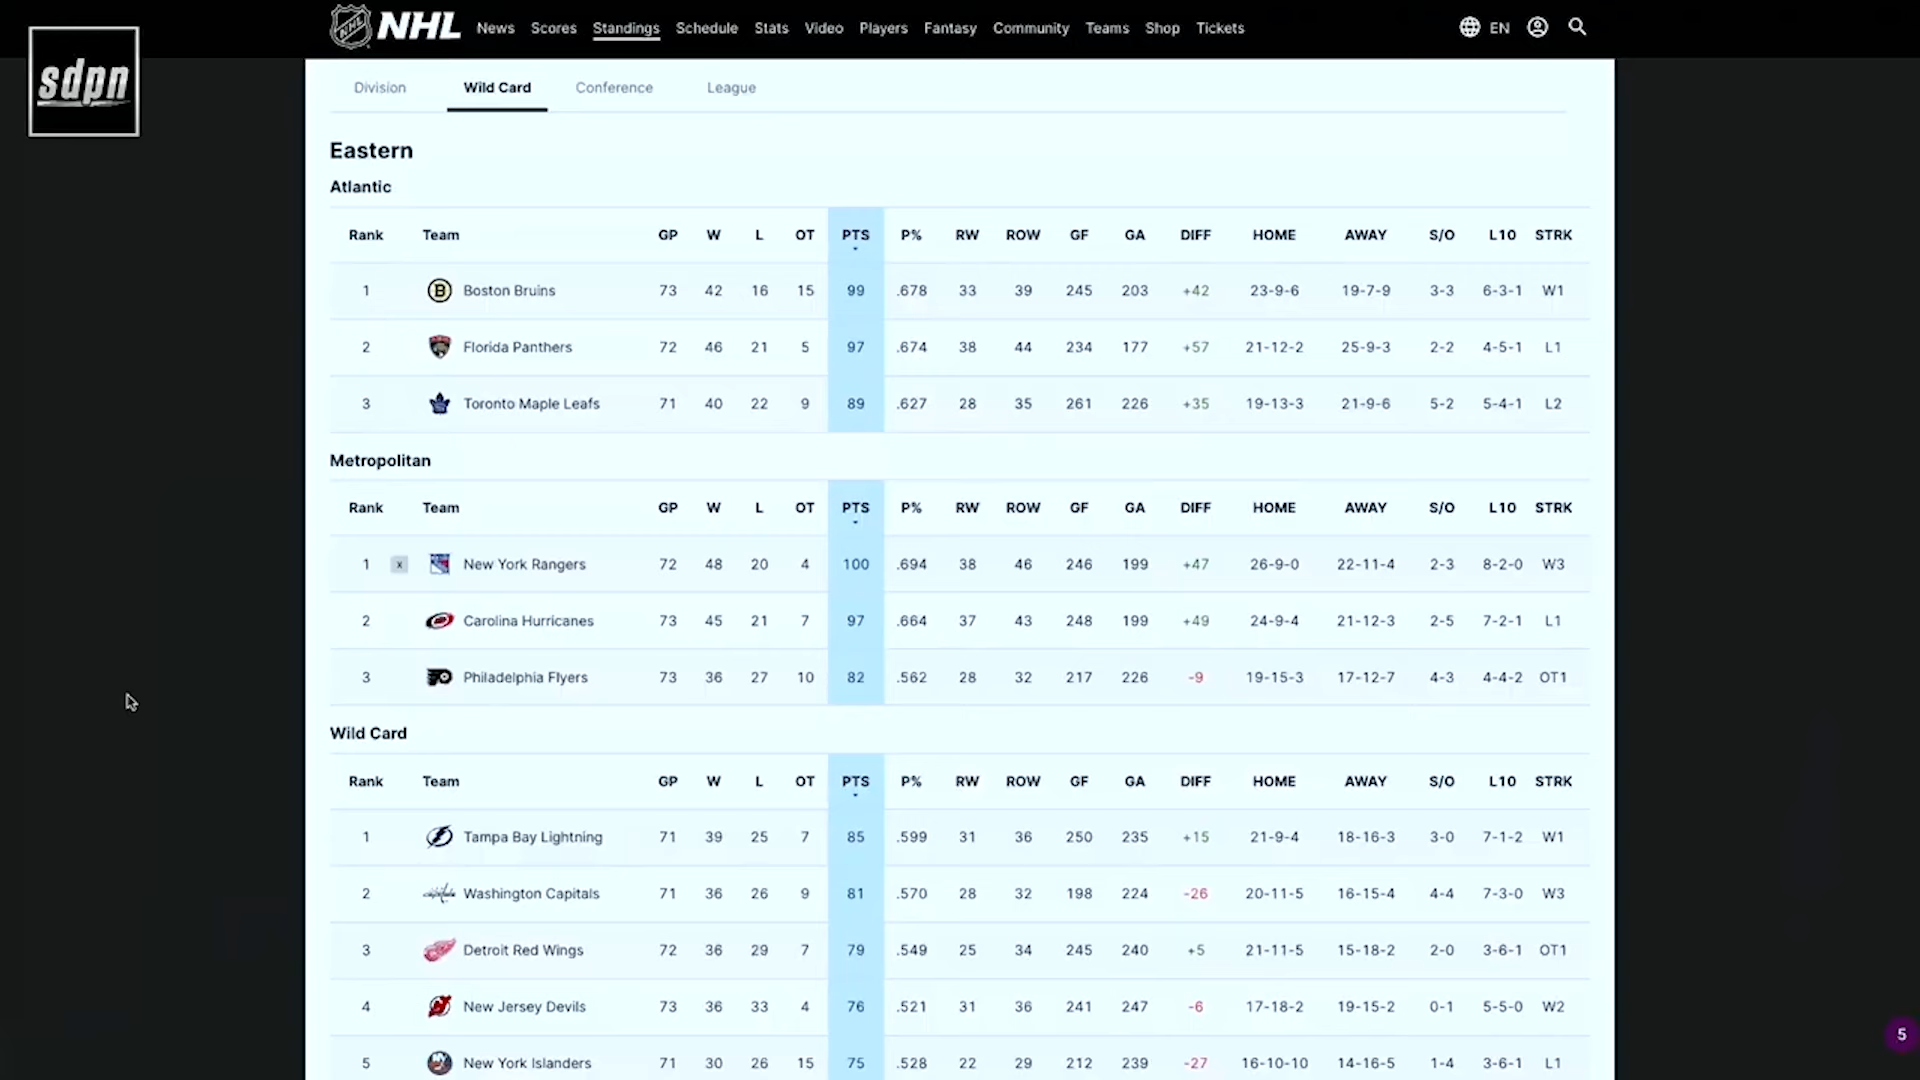 NHL News Scores Standings Schedule Stats Video Players Fantasy Community Teams Shop Tickets EN
sdpn
Division Wild Card Conference League
Eastern
Atlantic
Rank Team GP W L OT PTS P% RW ROW GF GA DIFF HOME AWAY S/O L10 STRK
1 Boston Bruins 73 42 16 15 99 .678 33 39 245 203 +42 23-9-6 19-7-9 3-3 6-3-1 W1
2 Florida Panthers 72 46 21 5 97 .674 38 44 234 177 +57 21-12-2 25-9-3 2-2 4-5-1 L1
3 Toronto Maple Leafs 71 40 22 9 89 .627 28 35 261 226 +35 19-13-3 21-9-6 5-2 5-4-1 L2
Metropolitan
Rank Team GP W L OT PTS P% RW ROW GF GA DIFF HOME AWAY S/O L10 STRK
1 x New York Rangers 72 48 20 4 100 .694 38 46 246 199 +47 26-9-0 22-11-4 2-3 8-2-0 W3
2 Carolina Hurricanes 73 45 21 7 97 .664 37 43 248 199 +49 24-9-4 21-12-3 2-5 7-2-1 L1
3 Philadelphia Flyers 73 36 27 10 82 .562 28 32 217 226 -9 19-15-3 17-12-7 4-3 4-4-2 OT1
Wild Card
Rank Team GP W L OT PTS P% RW ROW GF GA DIFF HOME AWAY S/O L10 STRK
1 Tampa Bay Lightning 71 39 25 7 85 .599 31 36 250 235 +15 21-9-4 18-16-3 3-0 7-1-2 W1
2 Washington Capitals 71 36 26 9 81 .570 28 32 198 224 -26 20-11-5 16-15-4 4-4 7-3-0 W3
3 Detroit Red Wings 72 36 29 7 79 .549 25 34 245 240 +5 21-11-5 15-18-2 2-0 3-6-1 OT1
4 New Jersey Devils 73 36 33 4 76 .521 31 36 241 247 -6 17-18-2 19-15-2 0-1 5-5-0 W2
5 New York Islanders 71 30 26 15 75 .528 22 29 212 239 -27 16-10-10 14-16-5 1-4 3-6-1 L1
5